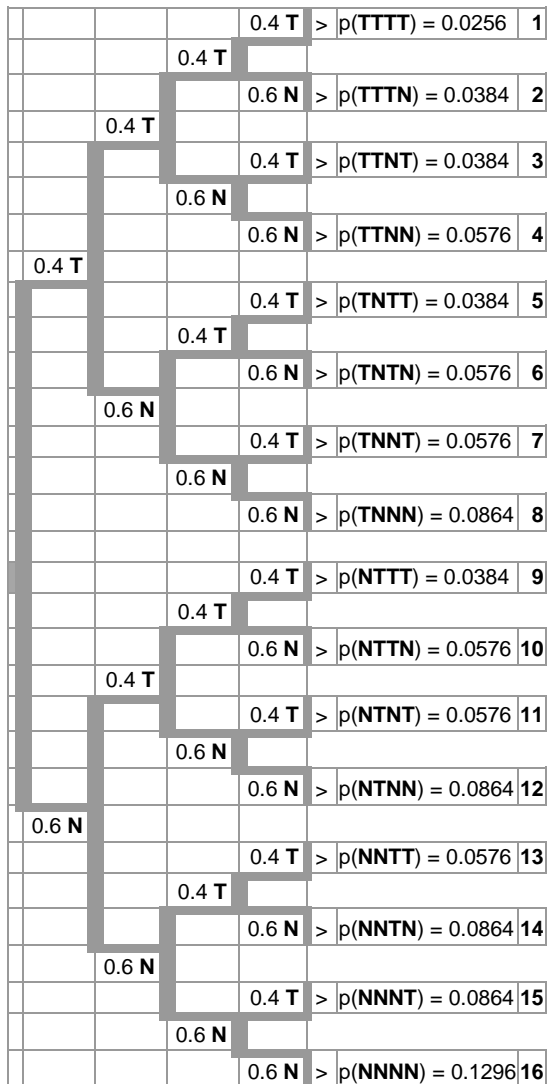 0.4 T > p(TTTT) = 0.0256 1
0.4 T
0.6 N > p(TTTN) = 0.0384 2
0.4 T
0.4 T > p(TTNT) = 0.0384 3
0.6 N
0.6 N > p(TTNN) = 0.0576 4
0.4 T
0.4 T > p(TNTT) = 0.0384 5
0.4 T
0.6 N > p(TNTN) = 0.0576 6
0.6 N
0.4 T > p(TNNT) = 0.0576 7
0.6 N
0.6 N > p(TNNN) = 0.0864 8
0.4 T > p(NTTT) = 0.0384 9
0.4 T
0.6 N > p(NTTN) = 0.0576 10
0.4 T
0.4 T > p(NTNT) = 0.0576 11
0.6 N
0.6 N > p(NTNN) = 0.0864 12
0.6 N
0.4 T > p(NNTT) = 0.0576 13
0.4 T
0.6 N > p(NNTN) = 0.0864 14
0.6 N
0.4 T > p(NNNT) = 0.0864 15
0.6 N
0.6 N > p(NNNN) = 0.1296 16